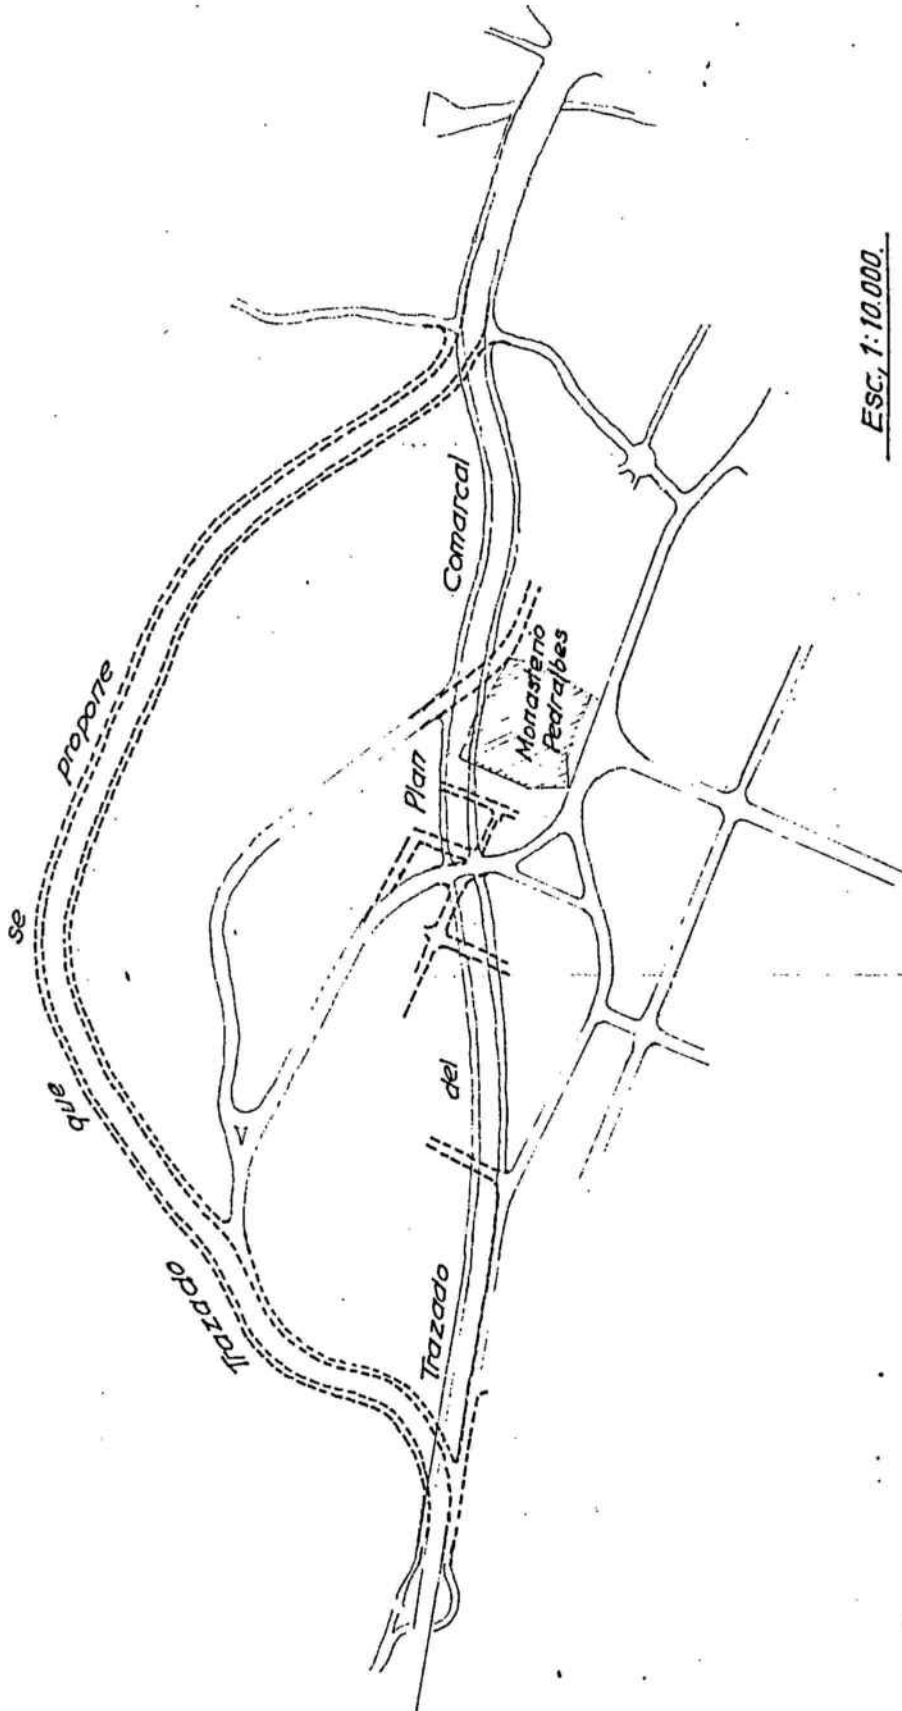 Trazado que se propone
Trazado del Plan Comarcal
Monasterio
Pedralbes
Esc., 1:10.000.